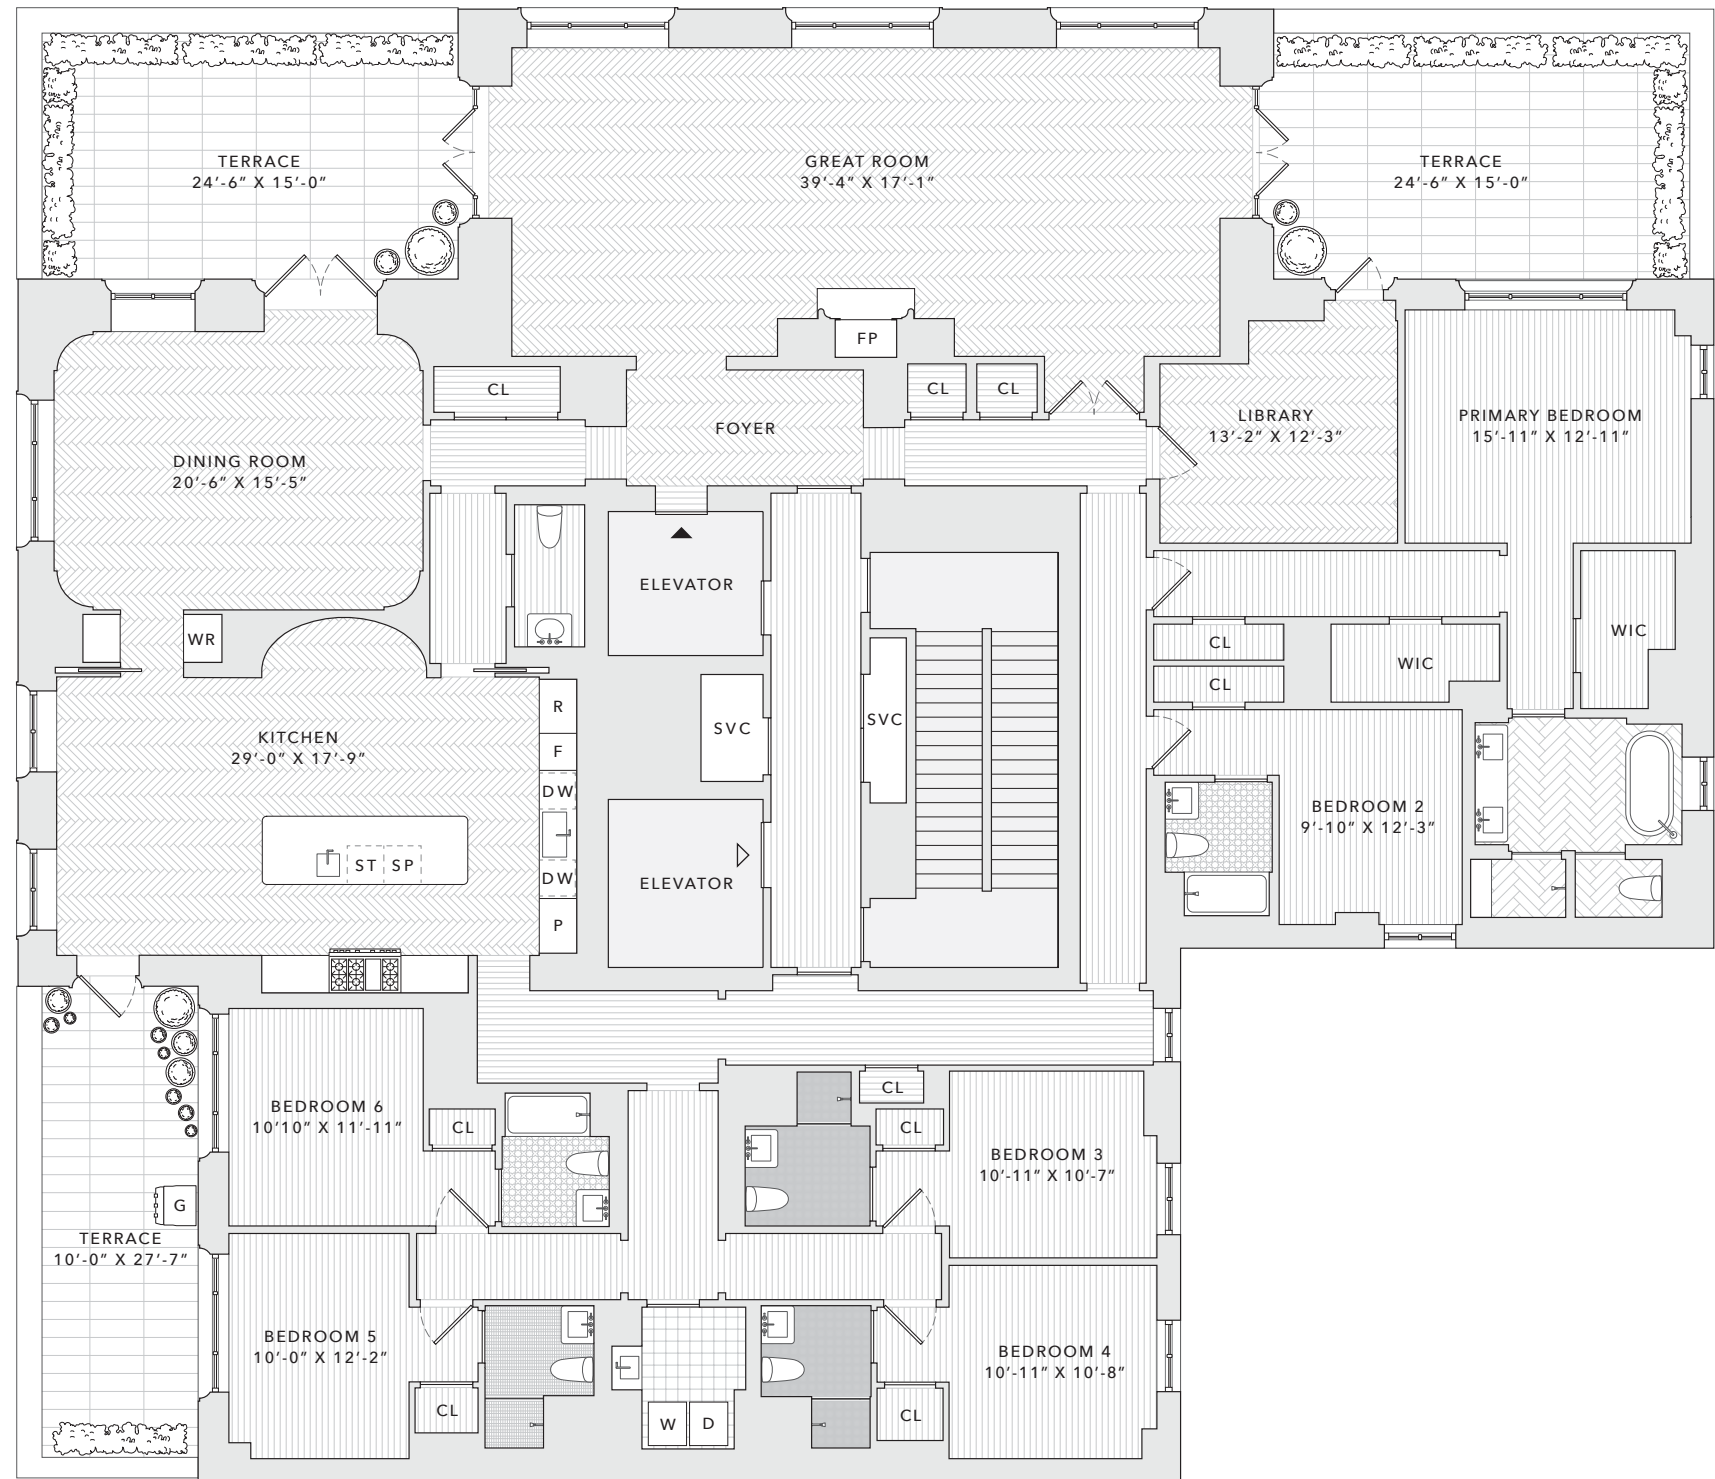 TERRACE
24'-6" X 15'-0"
GREAT ROOM
39'-4" X 17'-1"
TERRACE
24'-6" X 15'-0"
FP
CL
CL
CL
FOYER
LIBRARY
13'-2" X 12'-3"
PRIMARY BEDROOM
15'-11" X 12'-11"
DINING ROOM
20'-6" X 15'-5"
ELEVATOR
WR
CL
WIC
WIC
CL
R
SVC
SVC
F
KITCHEN
29'-0" X 17'-9"
DW
BEDROOM 2
9'-10" X 12'-3"
ST
SP
DW
ELEVATOR
P
CL
BEDROOM 6
10'10" X 11'-11"
CL
CL
BEDROOM 3
10'-11" X 10'-7"
G
TERRACE
10'-0" X 27'-7"
BEDROOM 5
10'-0" X 12'-2"
BEDROOM 4
10'-11" X 10'-8"
CL
W
D
CL